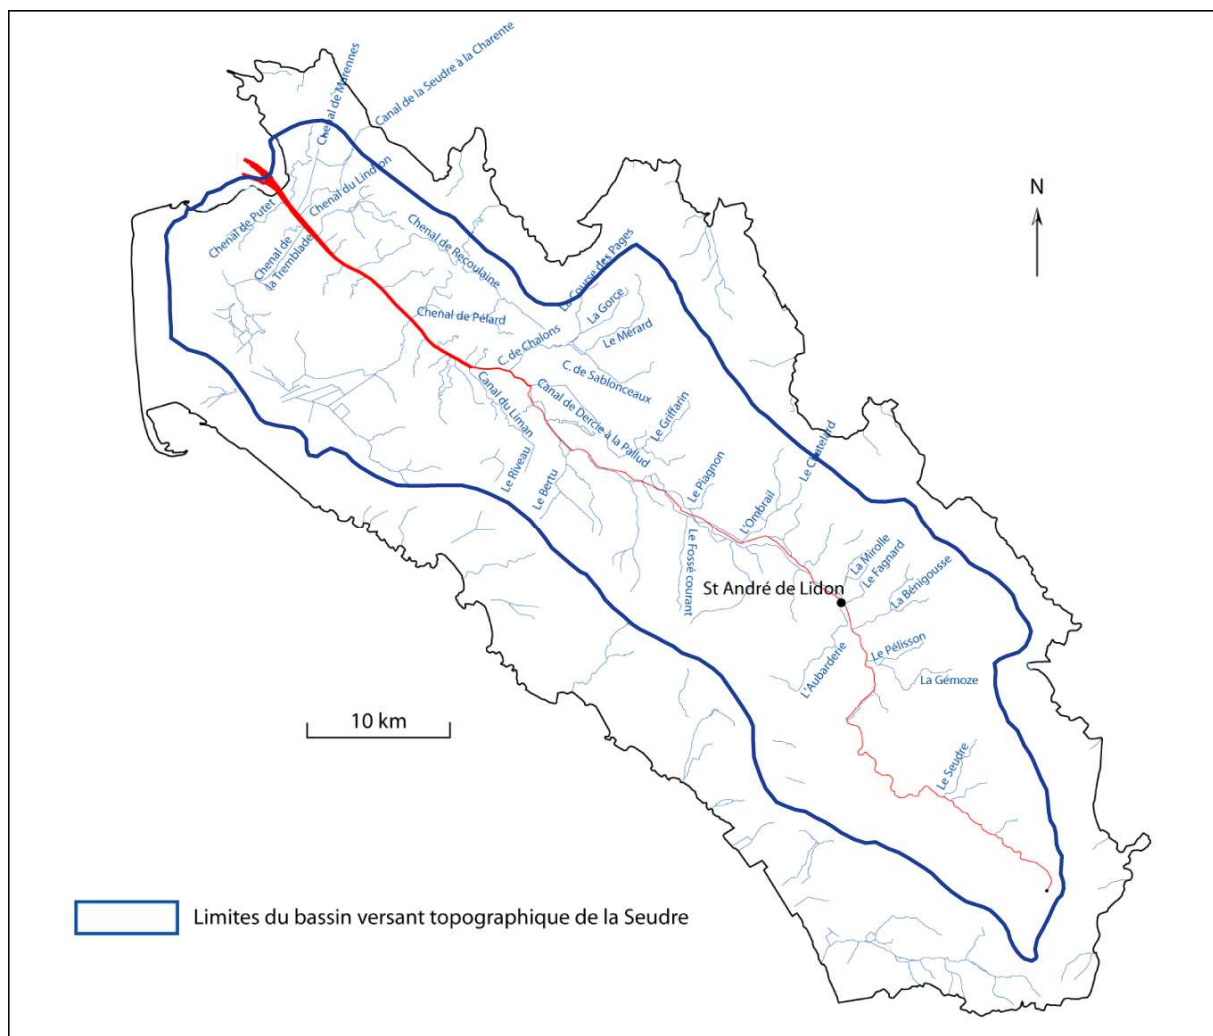 Chenal de Marennes
Canal de la Seudre à la Charente
Chenal du Lindron
Chenal de Putet
Chenal de
la Tremblade
Chenal de Recoulaine
La Course des Pages
La Gorce
Le Mérard
Chenal de Pélard
C. de Chalons
C. de Sablonceaux
Canal du Liman
Canal de Dercie à la Pallud
Le Griffarin
Le Riveau
Le Bertu
Le Piagnon
L'Ombrail
Le Chatelard
Le Fossé courant
La Mirolle
Le Fagnard
La Bénigousse
St André de Lidon
L'Aubarderie
Le Pélisson
La Gémoze
Le Seudre
N
10 km
Limites du bassin versant topographique de la Seudre